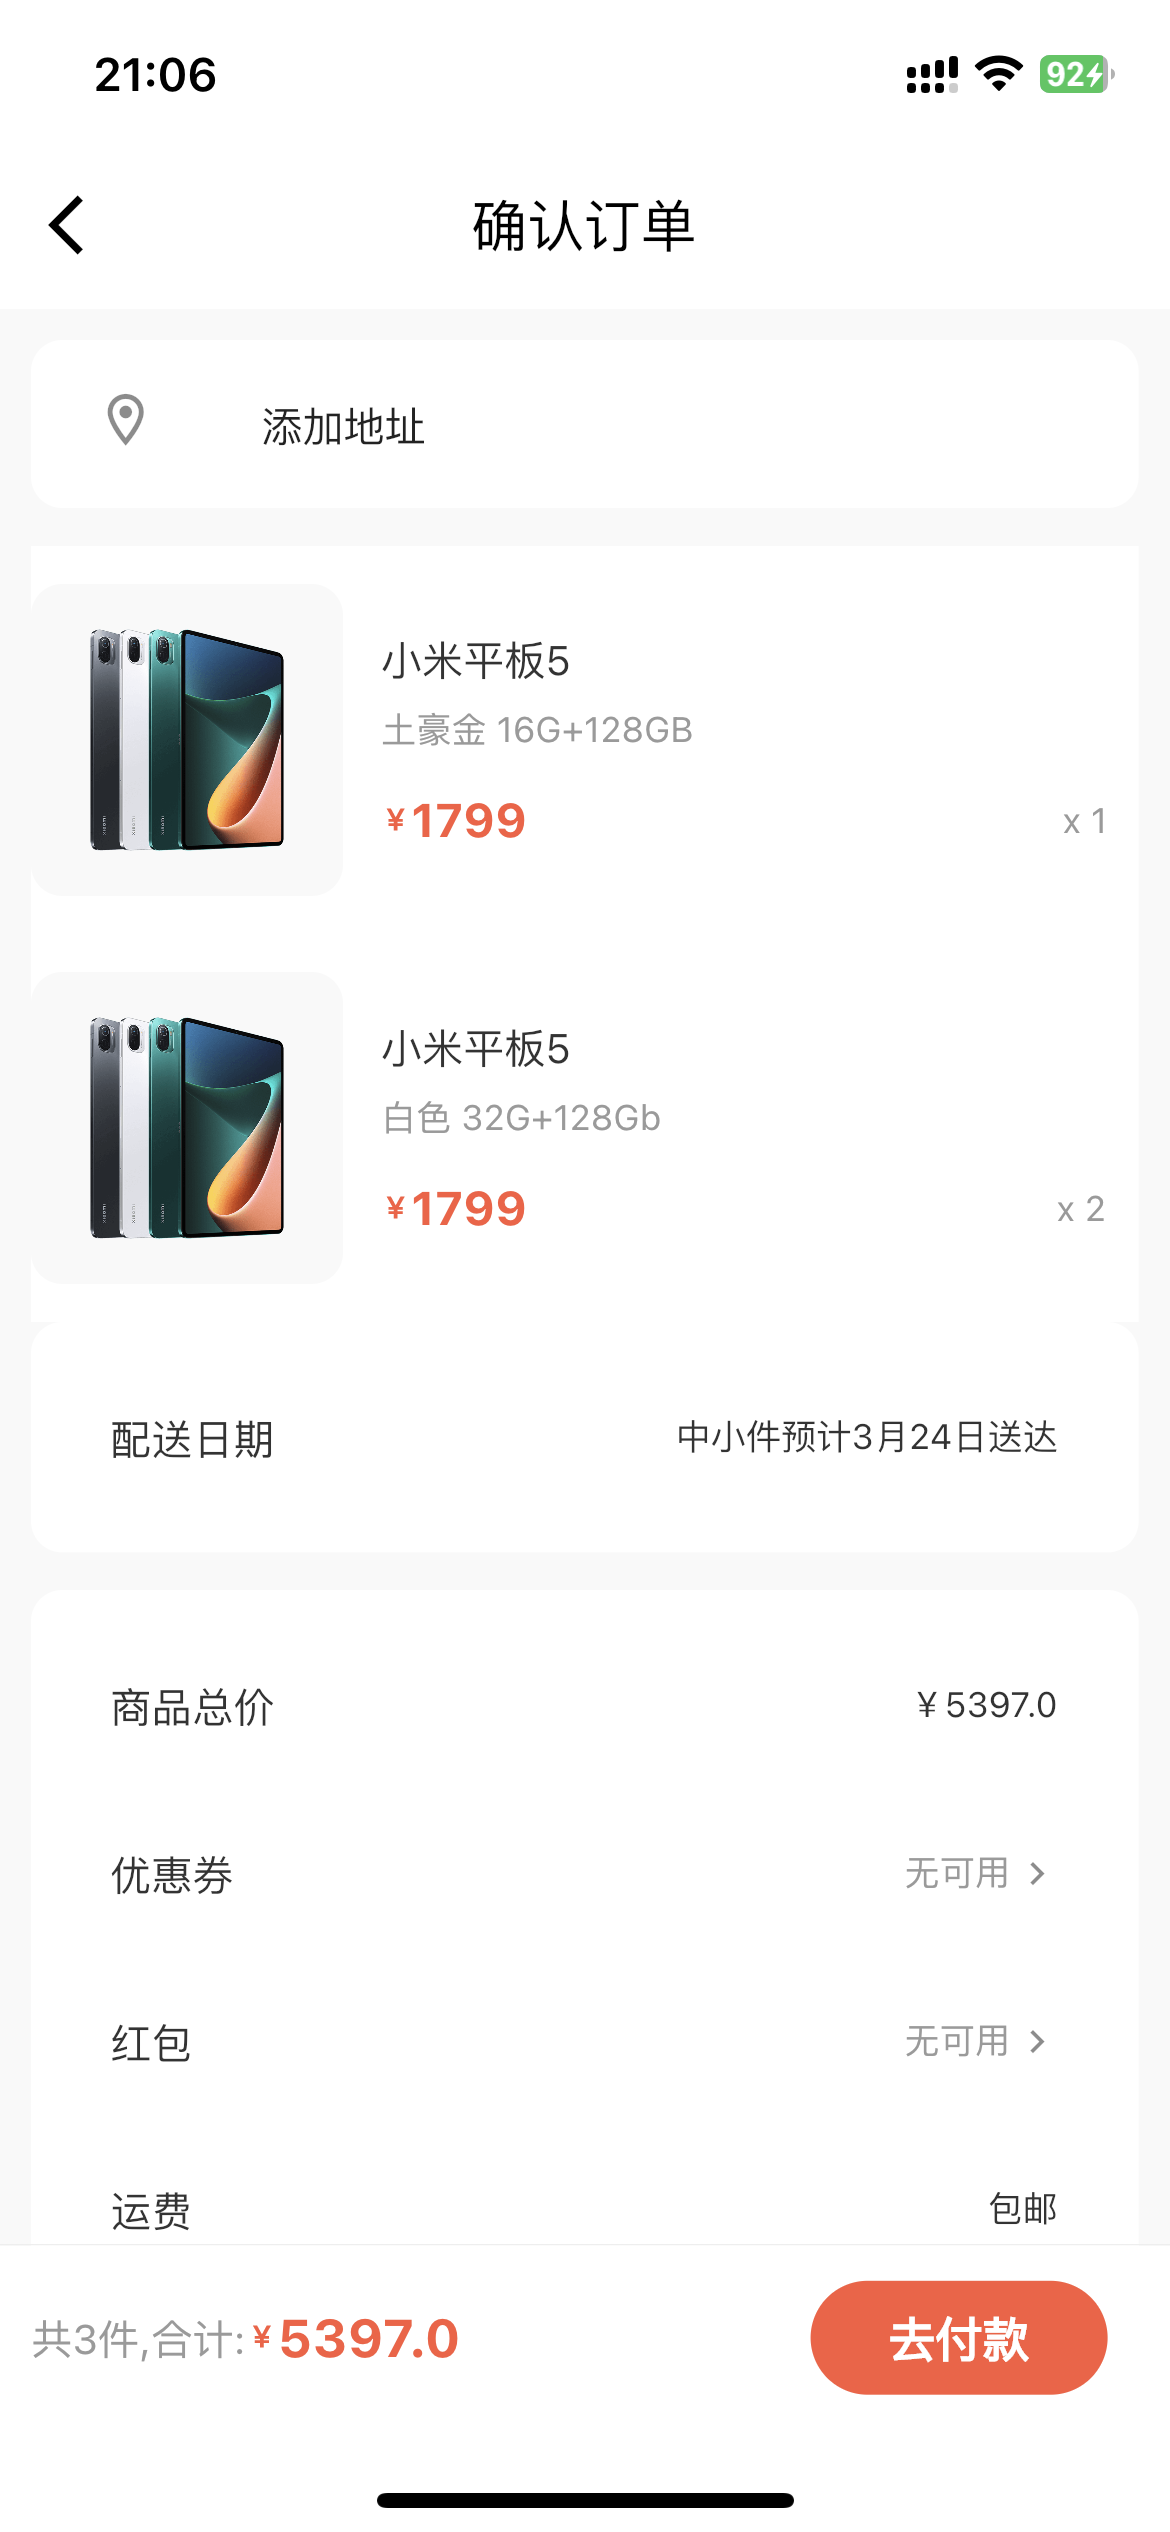 21:06
92
确认订单
添加地址
小米平板5
土豪金 16G+128GB
¥1799
x 1
小米平板5
白色 32G+128Gb
¥1799
x 2
配送日期
中小件预计3月24日送达
商品总价
¥5397.0
优惠券
无可用
红包
无可用
运费
包邮
共3件,合计:¥5397.0
去付款